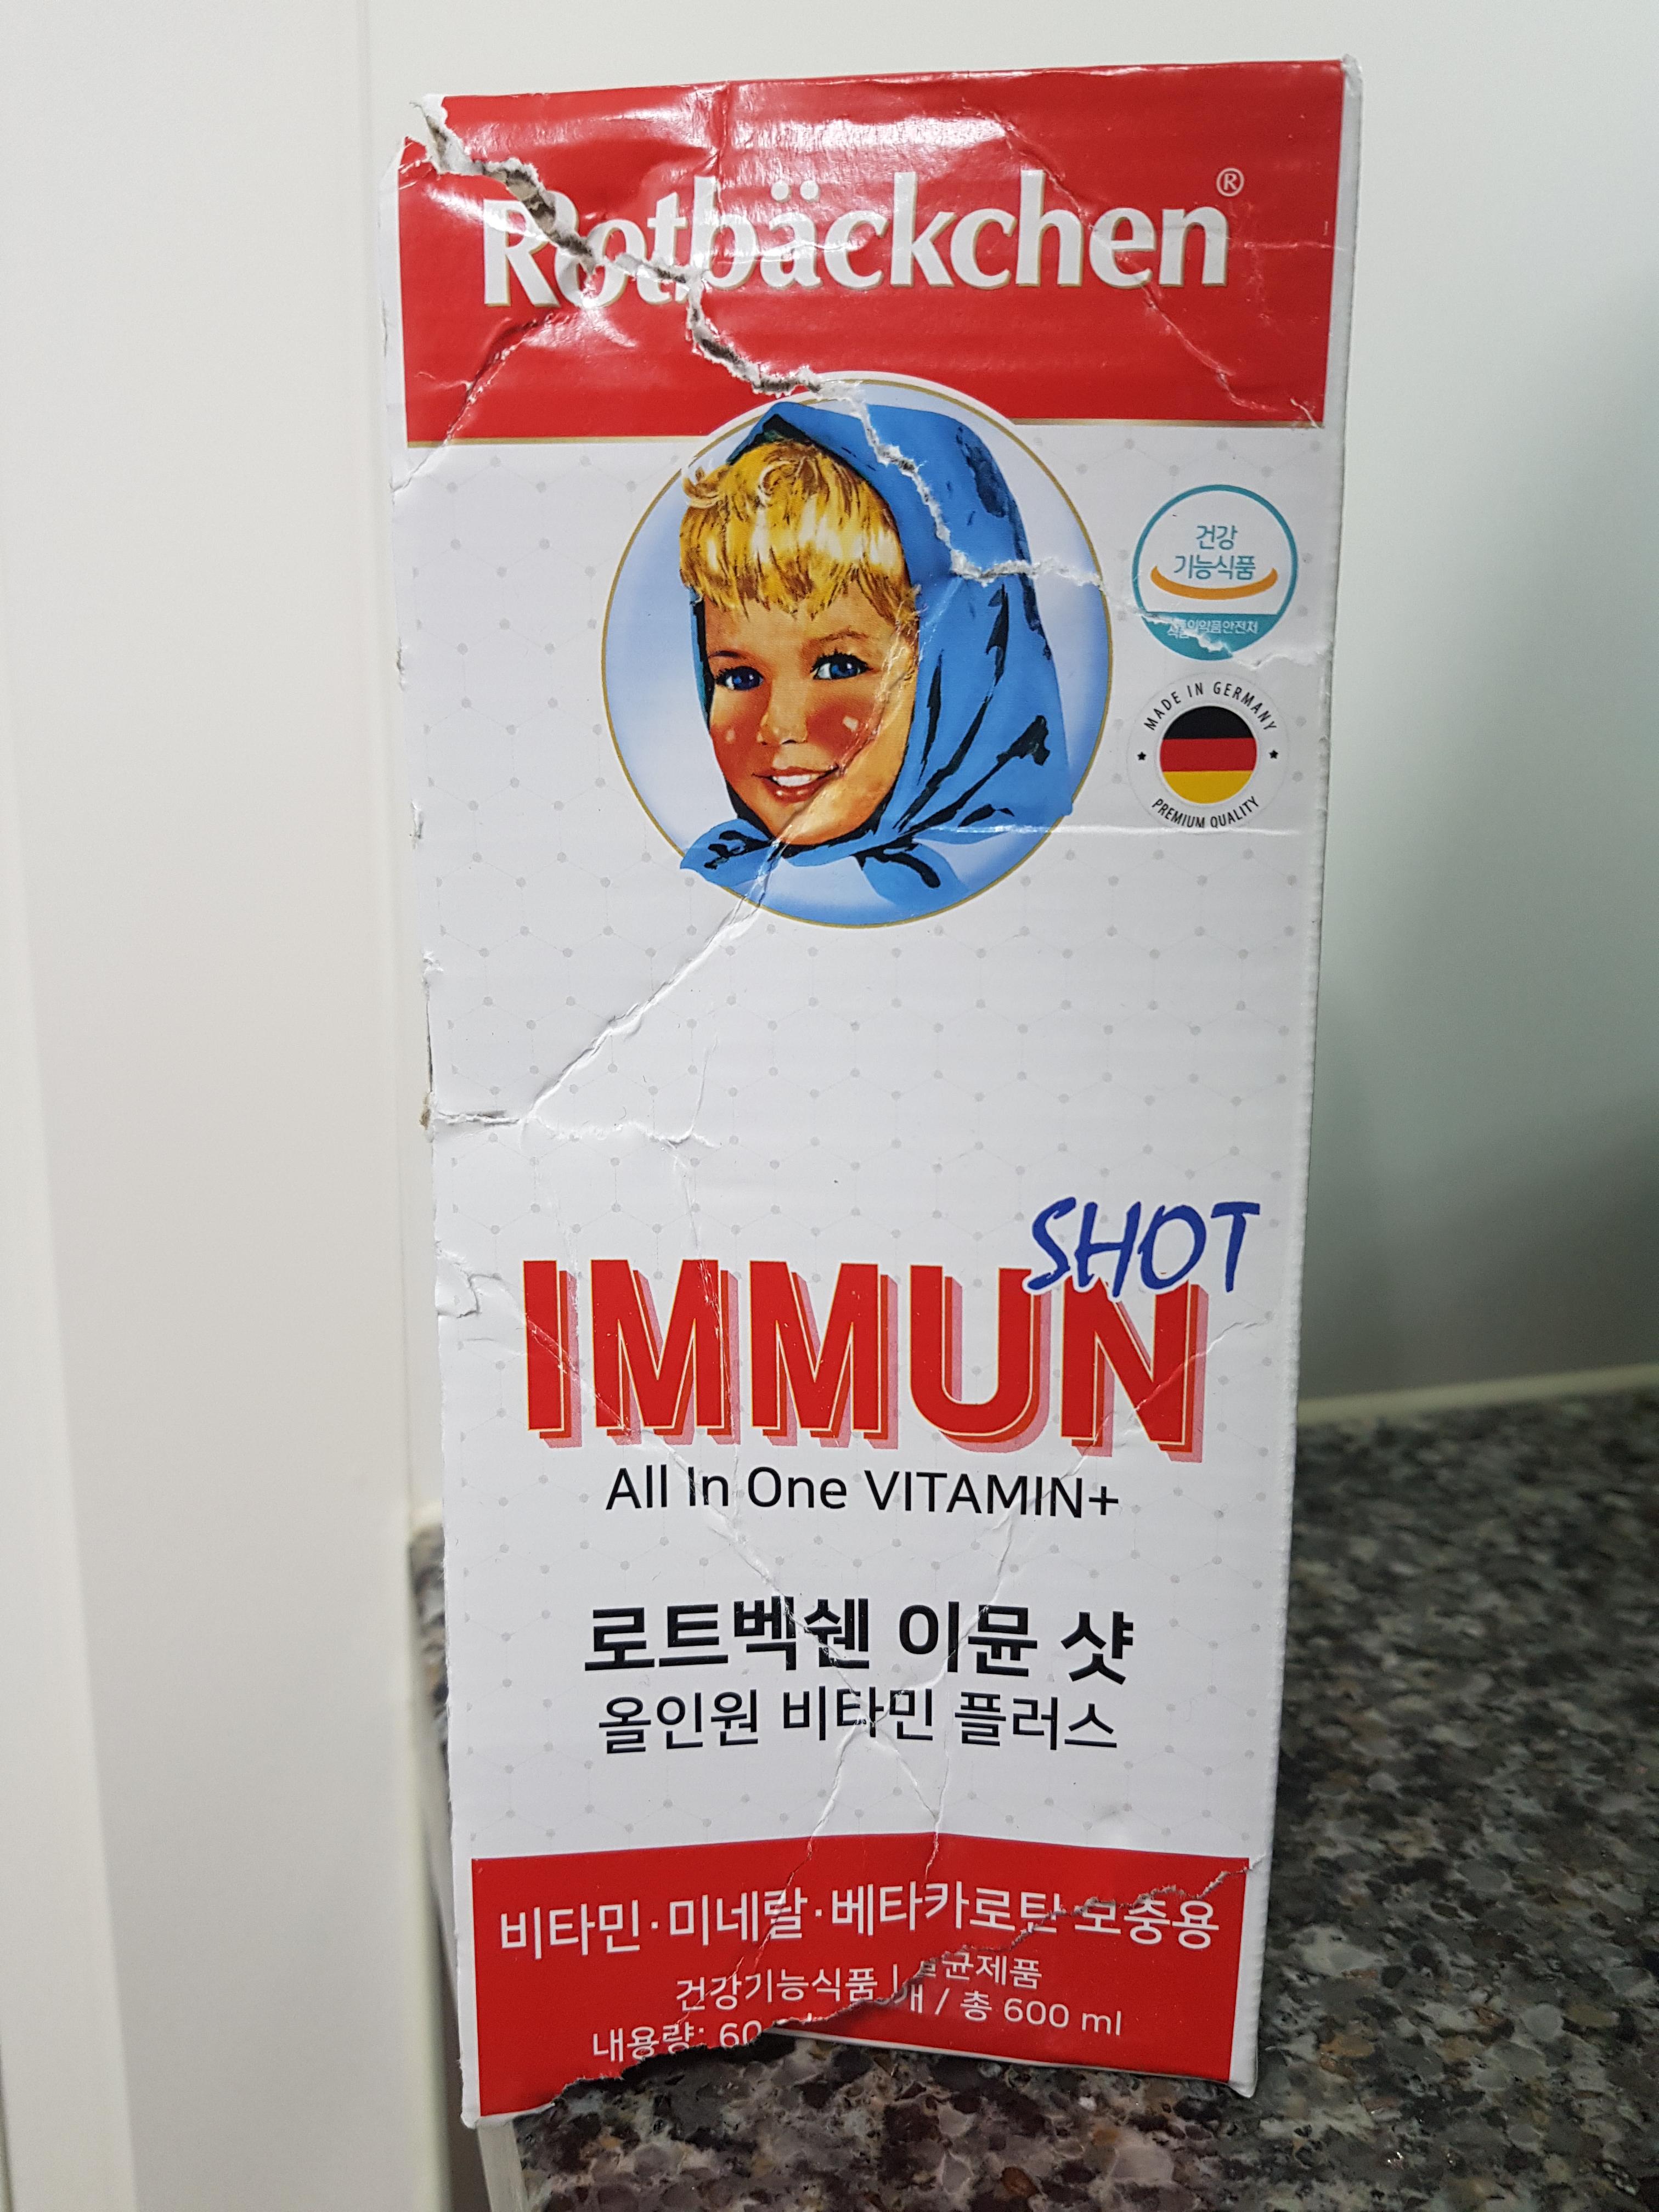 Rotbäckchen®
건강
기능식품
MADE IN GERMANY
PREMIUM QUALITY
SHOT
IMMUN
All In One VITAMIN+
로트벡쉔 이뮨 샷
올인원 비타민 플러스
비타민·미네랄·베타카로틴 보충용
건강기능식품 |
내용량: / 총 600 ml